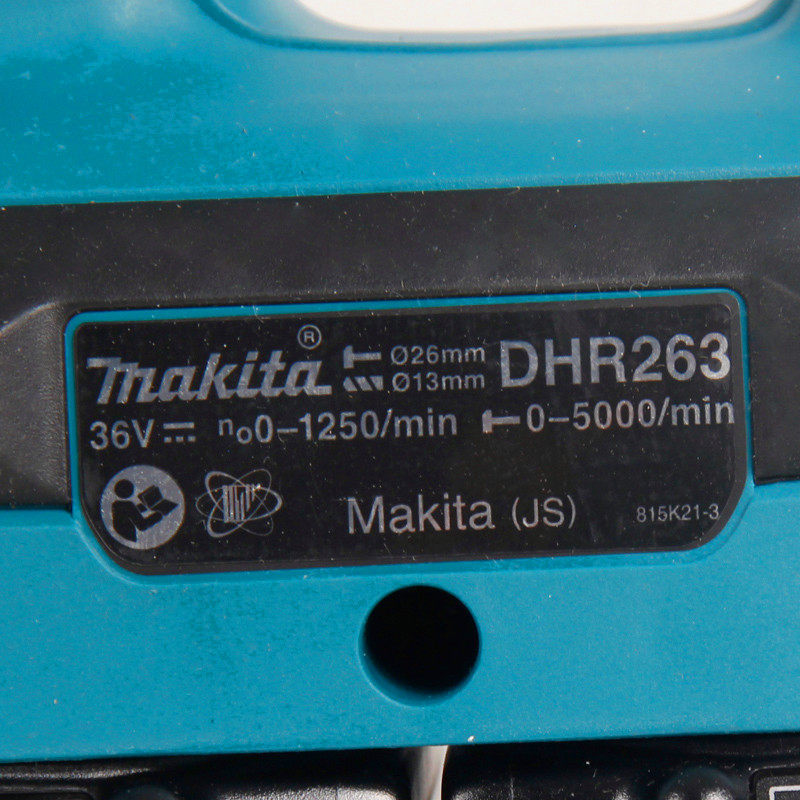 Makita® Ø26mm DHR263
Ø13mm
36V n₀0–1250/min 0–5000/min
Makita (JS) 815K21-3